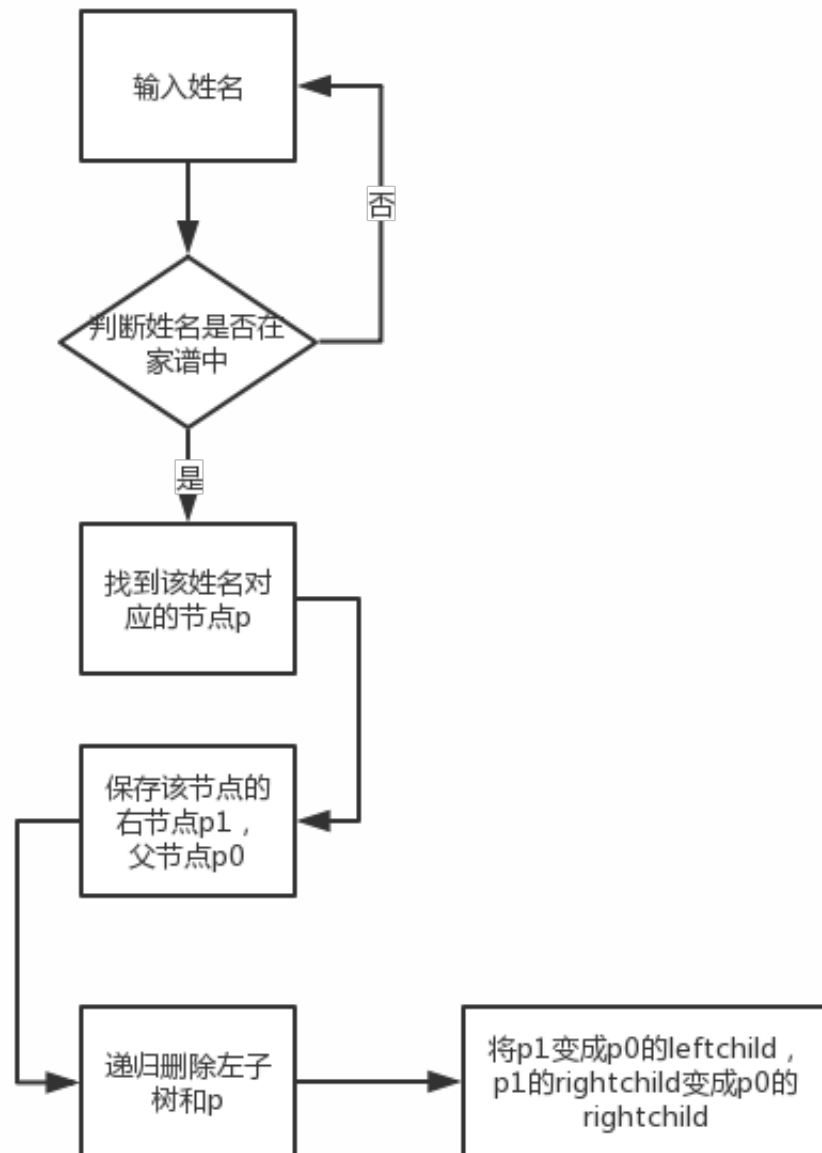 输入姓名
否
判断姓名是否在
家谱中
是
找到该姓名对
应的节点p
保存该节点的
右节点p1，
父节点p0
递归删除左子
树和p
将p1变成p0的leftchild，
p1的rightchild变成p0的
rightchild